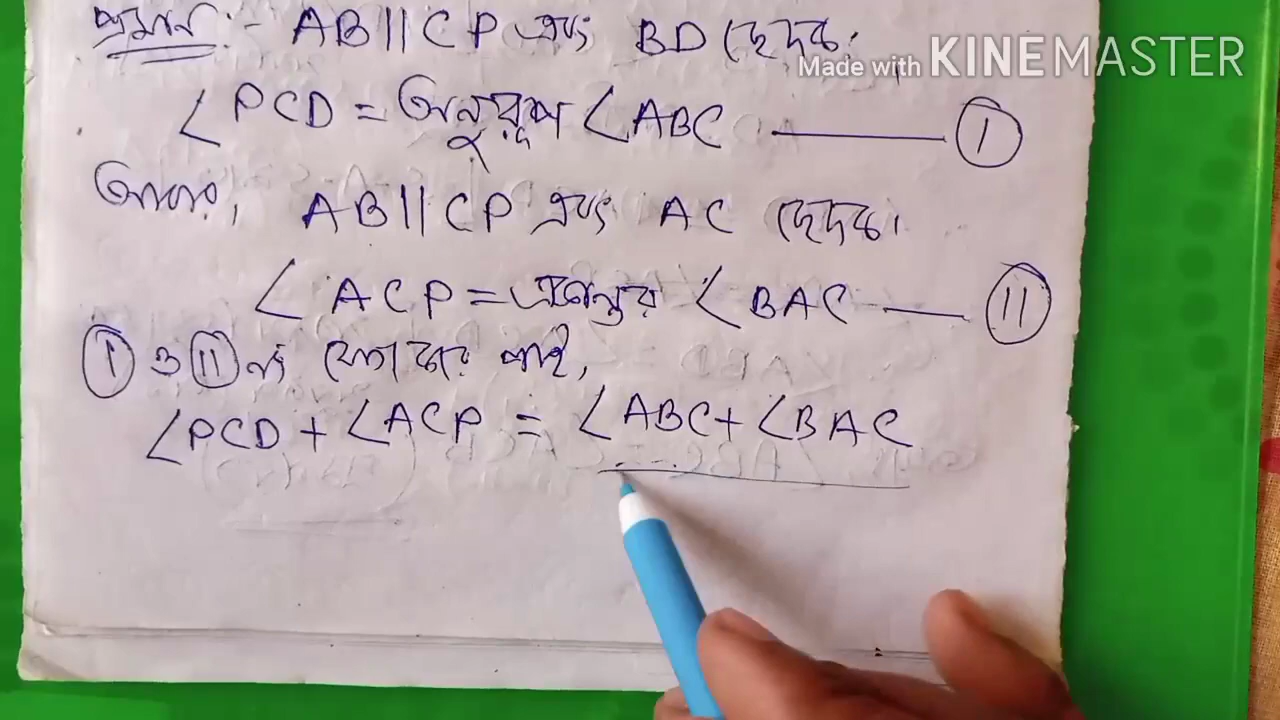 প্রমান :- AB||CP এবং BD ছেদক।
Made with KINEMASTER
∠PCD = অনুরূপ ∠ABC —— I
আবার, AB||CP এবং AC ছেদক।
∠ACP = একান্তর ∠BAC —— II
I ও II নং যোগ করে পাই,
∠PCD + ∠ACP = ∠ABC + ∠BAC